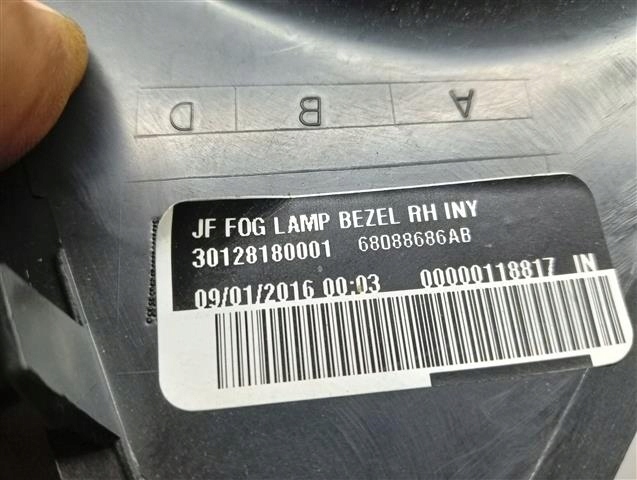 D B A
JF FOG LAMP BEZEL RH INY
30128180001 68088686AB
09/01/2016 00:03 00000118817 IN